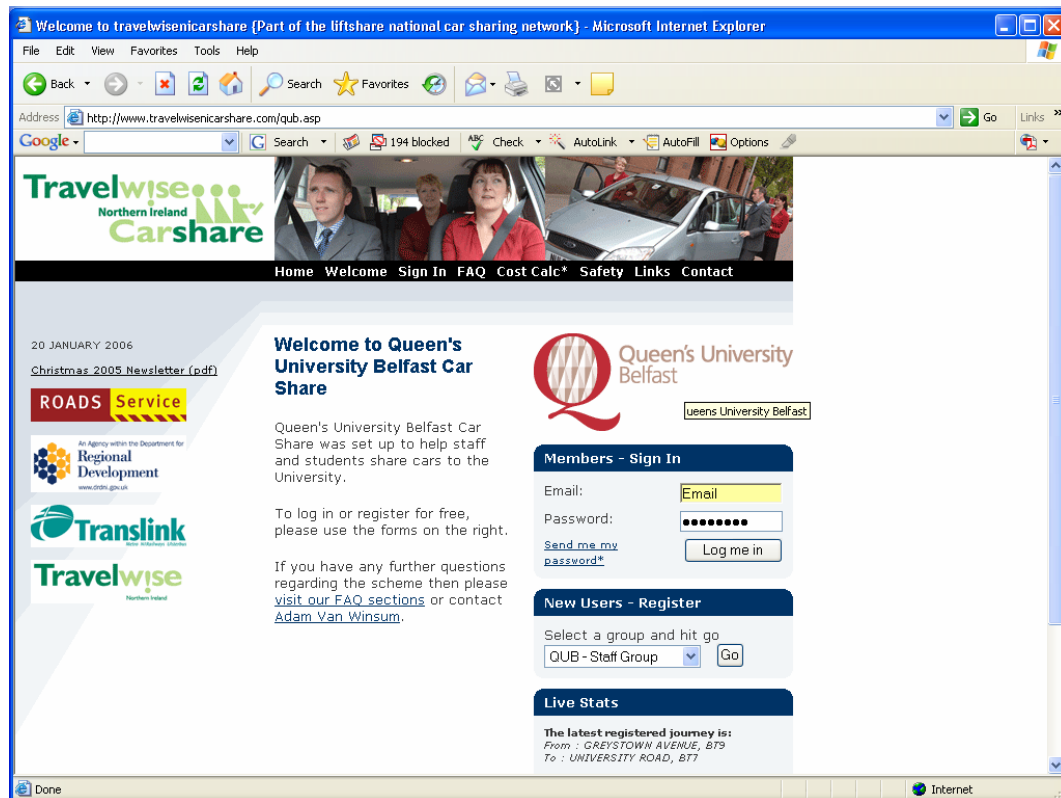 Welcome to travelwisenicarshare {Part of the liftshare national car sharing network} - Microsoft Internet Explorer
File Edit View Favorites Tools Help
Back Search Favorites
Address http://www.travelwisenicarshare.com/qub.asp Go Links »
Google Search 194 blocked ABC Check AutoLink AutoFill Options
Travelwise
Northern Ireland
Carshare
Home Welcome Sign In FAQ Cost Calc* Safety Links Contact
20 JANUARY 2006
Christmas 2005 Newsletter (pdf)
ROADS Service
An Agency within the Department for
Regional
Development
www.drdni.gov.uk
Translink
Travelwise
Northern Ireland
Welcome to Queen's
University Belfast Car
Share
Queen's University Belfast Car
Share was set up to help staff
and students share cars to the
University.
To log in or register for free,
please use the forms on the right.
If you have any further questions
regarding the scheme then please
visit our FAQ sections or contact
Adam Van Winsum.
Queen's University
Belfast
ueens University Belfast
Members - Sign In
Email: Email
Password: ●●●●●●●●
Send me my
password*
Log me in
New Users - Register
Select a group and hit go
QUB - Staff Group Go
Live Stats
The latest registered journey is:
From : GREYSTOWN AVENUE, BT9
To : UNIVERSITY ROAD, BT7
Done Internet